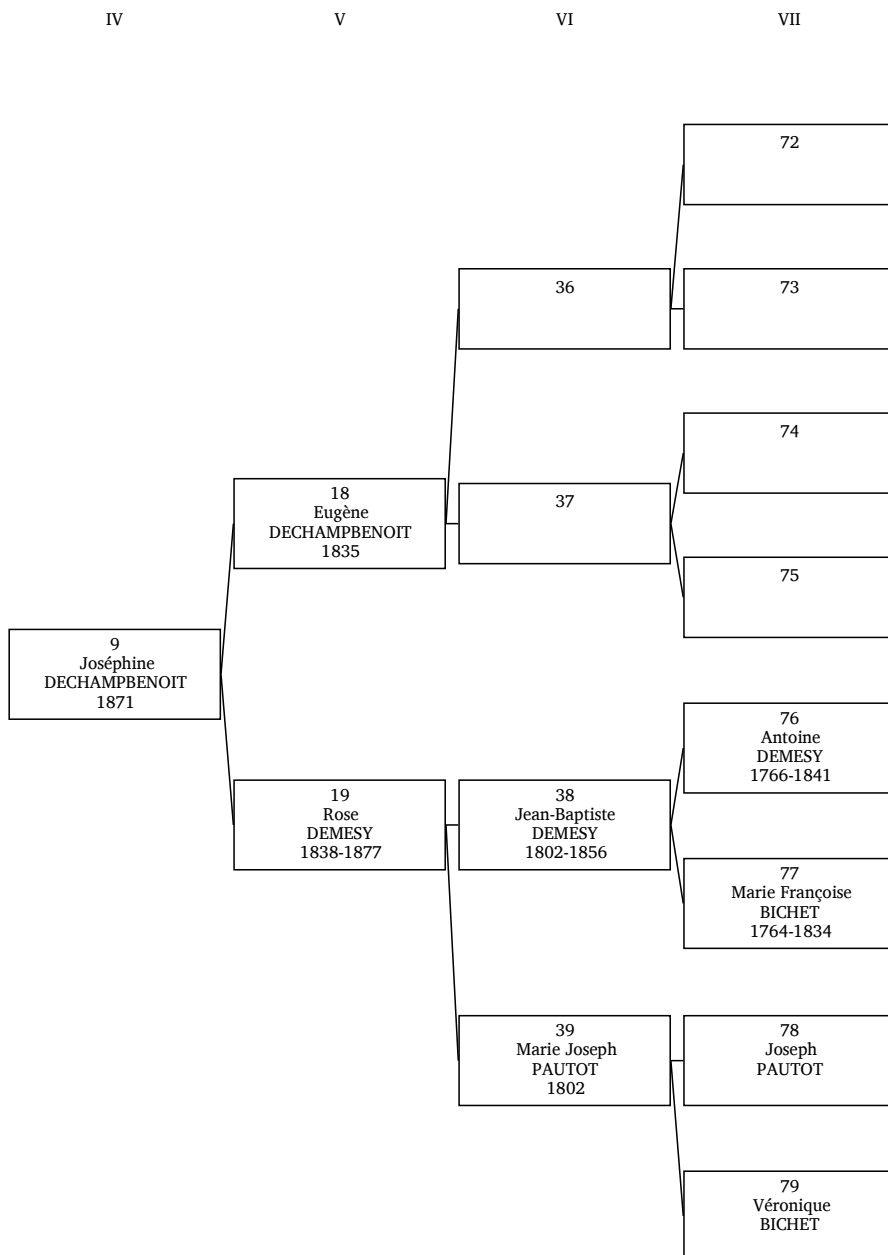 IV
V
VI
VII
72
36
73
74
18
Eugène
DECHAMPBENOIT
1835
37
75
9
Joséphine
DECHAMPBENOIT
1871
76
Antoine
DEMESY
1766-1841
19
Rose
DEMESY
1838-1877
38
Jean-Baptiste
DEMESY
1802-1856
77
Marie Françoise
BICHET
1764-1834
39
Marie Joseph
PAUTOT
1802
78
Joseph
PAUTOT
79
Véronique
BICHET